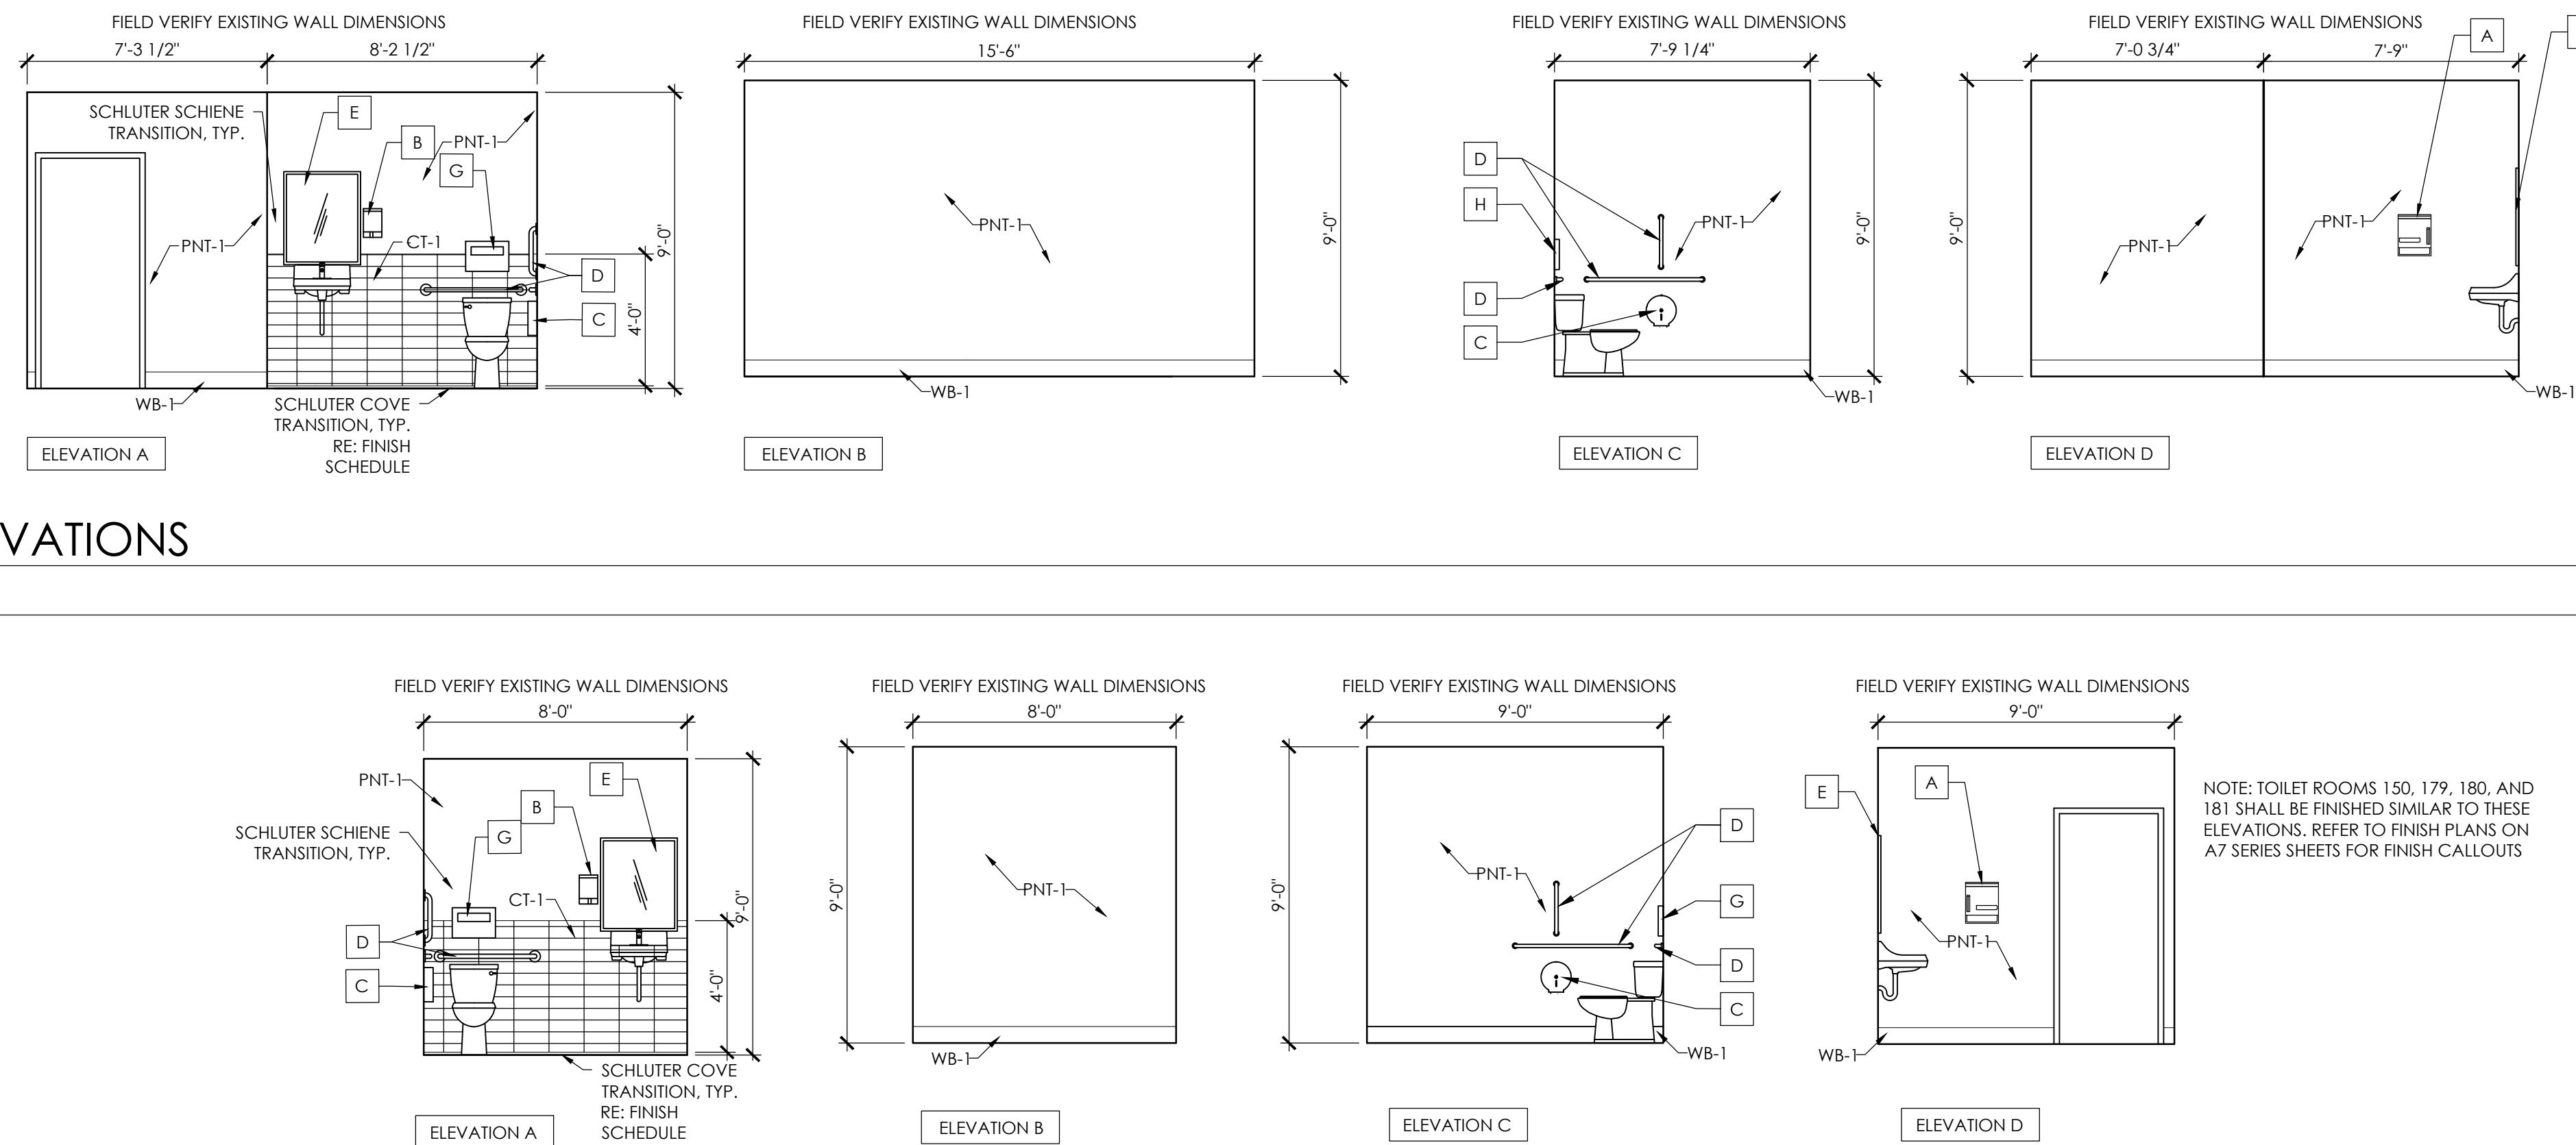 FIELD VERIFY EXISTING WALL DIMENSIONS
7'-3 1/2"
8'-2 1/2"
SCHLUTER SCHIENE
TRANSITION, TYP.
E
B
PNT-1
G
PNT-1
CT-1
D
C
9'-0"
4'-0"
WB-1
SCHLUTER COVE
TRANSITION, TYP.
RE: FINISH
SCHEDULE
ELEVATION A
FIELD VERIFY EXISTING WALL DIMENSIONS
15'-6"
PNT-1
9'-0"
WB-1
ELEVATION B
FIELD VERIFY EXISTING WALL DIMENSIONS
7'-9 1/4"
D
H
PNT-1
D
C
9'-0"
WB-1
ELEVATION C
FIELD VERIFY EXISTING WALL DIMENSIONS
7'-0 3/4"
7'-9"
A
9'-0"
PNT-1
PNT-1
WB-1
ELEVATION D
VATIONS
FIELD VERIFY EXISTING WALL DIMENSIONS
8'-0"
PNT-1
E
B
G
SCHLUTER SCHIENE
TRANSITION, TYP.
CT-1
D
C
9'-0"
4'-0"
SCHLUTER COVE
TRANSITION, TYP.
RE: FINISH
SCHEDULE
ELEVATION A
FIELD VERIFY EXISTING WALL DIMENSIONS
8'-0"
9'-0"
PNT-1
WB-1
ELEVATION B
FIELD VERIFY EXISTING WALL DIMENSIONS
9'-0"
9'-0"
PNT-1
D
G
D
C
WB-1
ELEVATION C
FIELD VERIFY EXISTING WALL DIMENSIONS
9'-0"
E
A
PNT-1
WB-1
ELEVATION D
NOTE: TOILET ROOMS 150, 179, 180, AND
181 SHALL BE FINISHED SIMILAR TO THESE
ELEVATIONS. REFER TO FINISH PLANS ON
A7 SERIES SHEETS FOR FINISH CALLOUTS